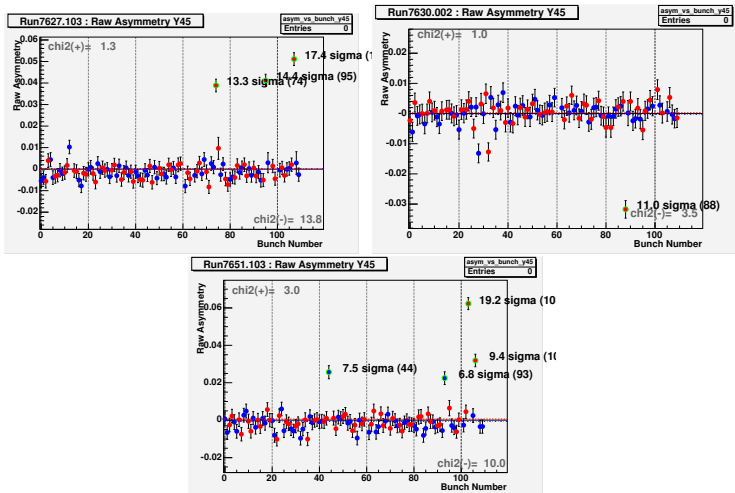 Run7627.103 : Raw Asymmetry Y45
asym_vs_bunch_y45
Entries 0
chi2(+)= 1.3
17.4 sigma (1
14.4 sigma (95)
13.3 sigma (74)
chi2(-)= 13.8
Raw Asymmetry
0.06
0.05
0.04
0.03
0.02
0.01
0
-0.01
-0.02
0 20 40 60 80 100
Bunch Number
Run7630.002 : Raw Asymmetry Y45
asym_vs_bunch_y45
Entries 0
chi2(+)= 1.0
11.0 sigma (88)
chi2(-)= 3.5
Raw Asymmetry
0.02
0.01
-0
-0.01
-0.02
-0.03
0 20 40 60 80 100
Bunch Number
Run7651.103 : Raw Asymmetry Y45
asym_vs_bunch_y45
Entries 0
chi2(+)= 3.0
19.2 sigma (10
9.4 sigma (10
7.5 sigma (44)
6.8 sigma (93)
chi2(-)= 10.0
Raw Asymmetry
0.06
0.04
0.02
-0
-0.02
0 20 40 60 80 100
Bunch Number